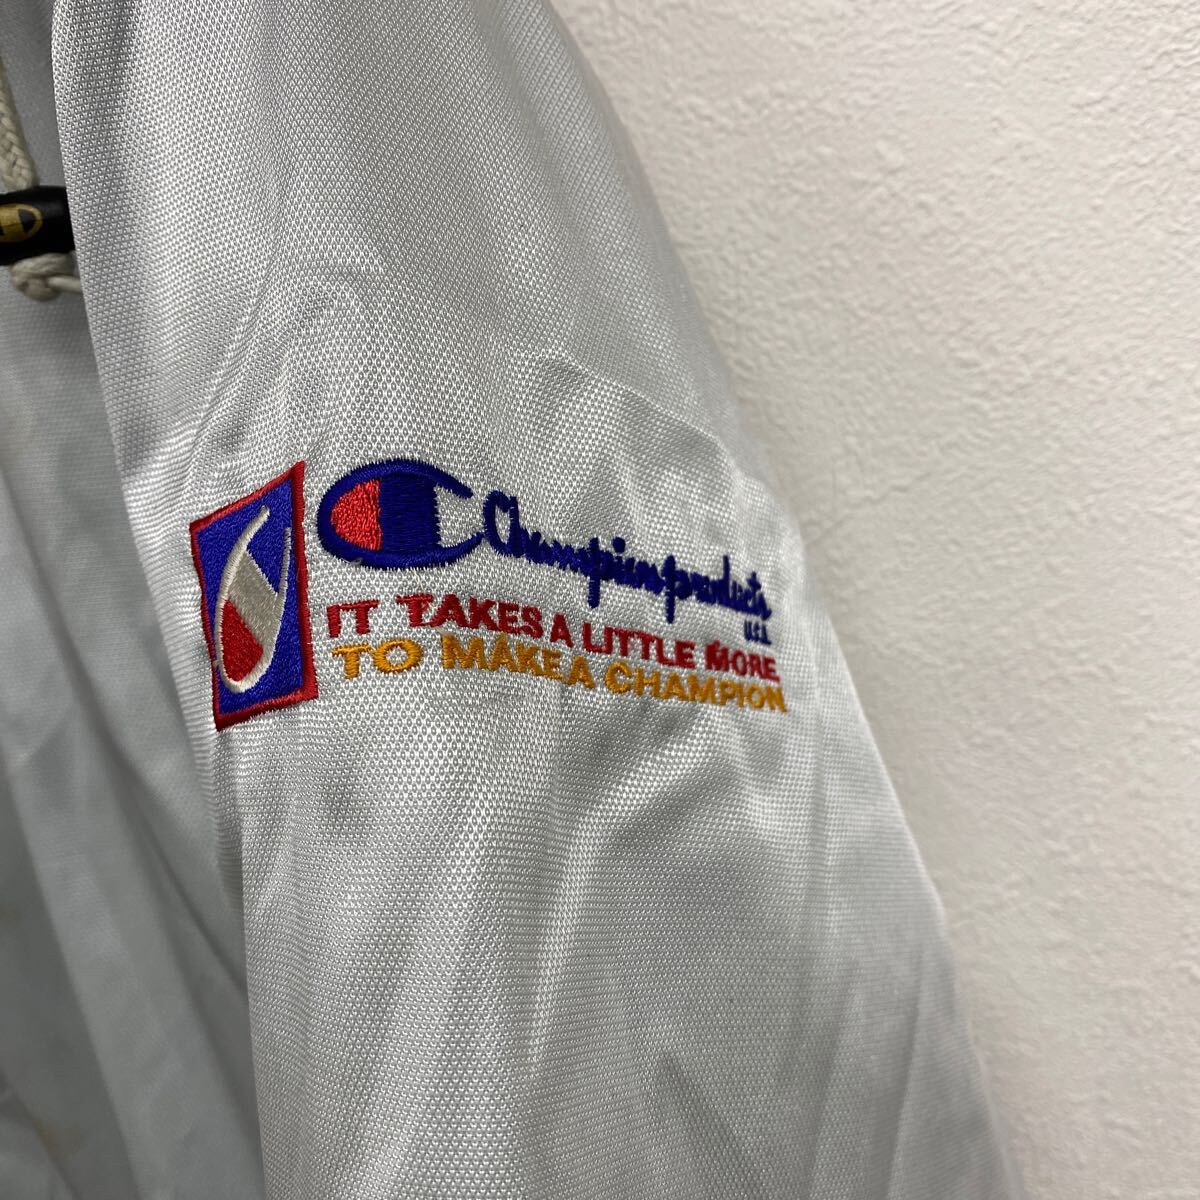 Champion products
U.S.A.
IT TAKES A LITTLE MORE
TO MAKE A CHAMPION